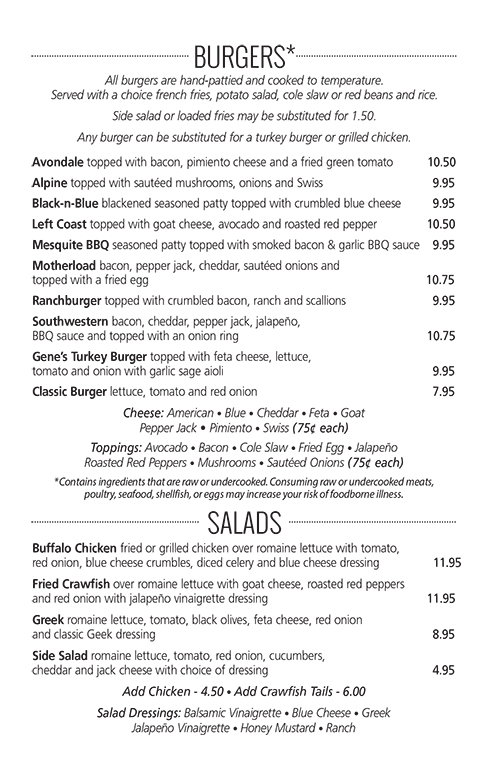 BURGERS*
All burgers are hand-pattied and cooked to temperature.
Served with a choice french fries, potato salad, cole slaw or red beans and rice.
Side salad or loaded fries may be substituted for 1.50.
Any burger can be substituted for a turkey burger or grilled chicken.
Avondale topped with bacon, pimiento cheese and a fried green tomato 10.50
Alpine topped with sautéed mushrooms, onions and Swiss 9.95
Black-n-Blue blackened seasoned patty topped with crumbled blue cheese 9.95
Left Coast topped with goat cheese, avocado and roasted red pepper 10.50
Mesquite BBQ seasoned patty topped with smoked bacon & garlic BBQ sauce 9.95
Motherload bacon, pepper jack, cheddar, sautéed onions and
topped with a fried egg 10.75
Ranchburger topped with crumbled bacon, ranch and scallions 9.95
Southwestern bacon, cheddar, pepper jack, jalapeño,
BBQ sauce and topped with an onion ring 10.75
Gene's Turkey Burger topped with feta cheese, lettuce,
tomato and onion with garlic sage aioli 9.95
Classic Burger lettuce, tomato and red onion 7.95
Cheese: American • Blue • Cheddar • Feta • Goat
Pepper Jack • Pimiento • Swiss (75¢ each)
Toppings: Avocado • Bacon • Cole Slaw • Fried Egg • Jalapeño
Roasted Red Peppers • Mushrooms • Sautéed Onions (75¢ each)
*Contains ingredients that are raw or undercooked. Consuming raw or undercooked meats,
poultry, seafood, shellfish, or eggs may increase your risk of foodborne illness.
SALADS
Buffalo Chicken fried or grilled chicken over romaine lettuce with tomato,
red onion, blue cheese crumbles, diced celery and blue cheese dressing 11.95
Fried Crawfish over romaine lettuce with goat cheese, roasted red peppers
and red onion with jalapeño vinaigrette dressing 11.95
Greek romaine lettuce, tomato, black olives, feta cheese, red onion
and classic Geek dressing 8.95
Side Salad romaine lettuce, tomato, red onion, cucumbers,
cheddar and jack cheese with choice of dressing 4.95
Add Chicken - 4.50 • Add Crawfish Tails - 6.00
Salad Dressings: Balsamic Vinaigrette • Blue Cheese • Greek
Jalapeño Vinaigrette • Honey Mustard • Ranch